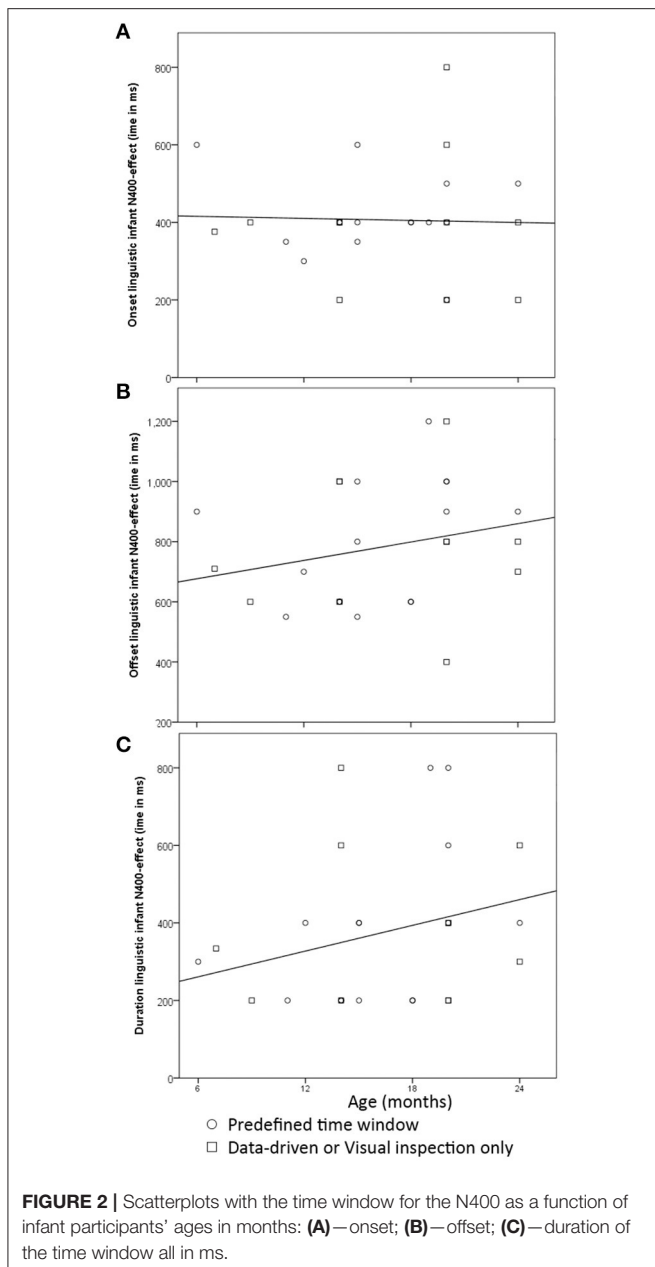 A
Onset linguistic infant N400-effect (ime in ms)
800
600
400
200
0
B
Offset linguistic infant N400-effect (ime in ms)
1,200
1,000
800
600
400
200
C
Duration linguistic infant N400-effect (ime in ms)
800
600
400
200
0
6 12 18 24
Age (months)
Predefined time window
Data-driven or Visual inspection only
FIGURE 2 | Scatterplots with the time window for the N400 as a function of
infant participants' ages in months: (A)—onset; (B)—offset; (C)—duration of
the time window all in ms.